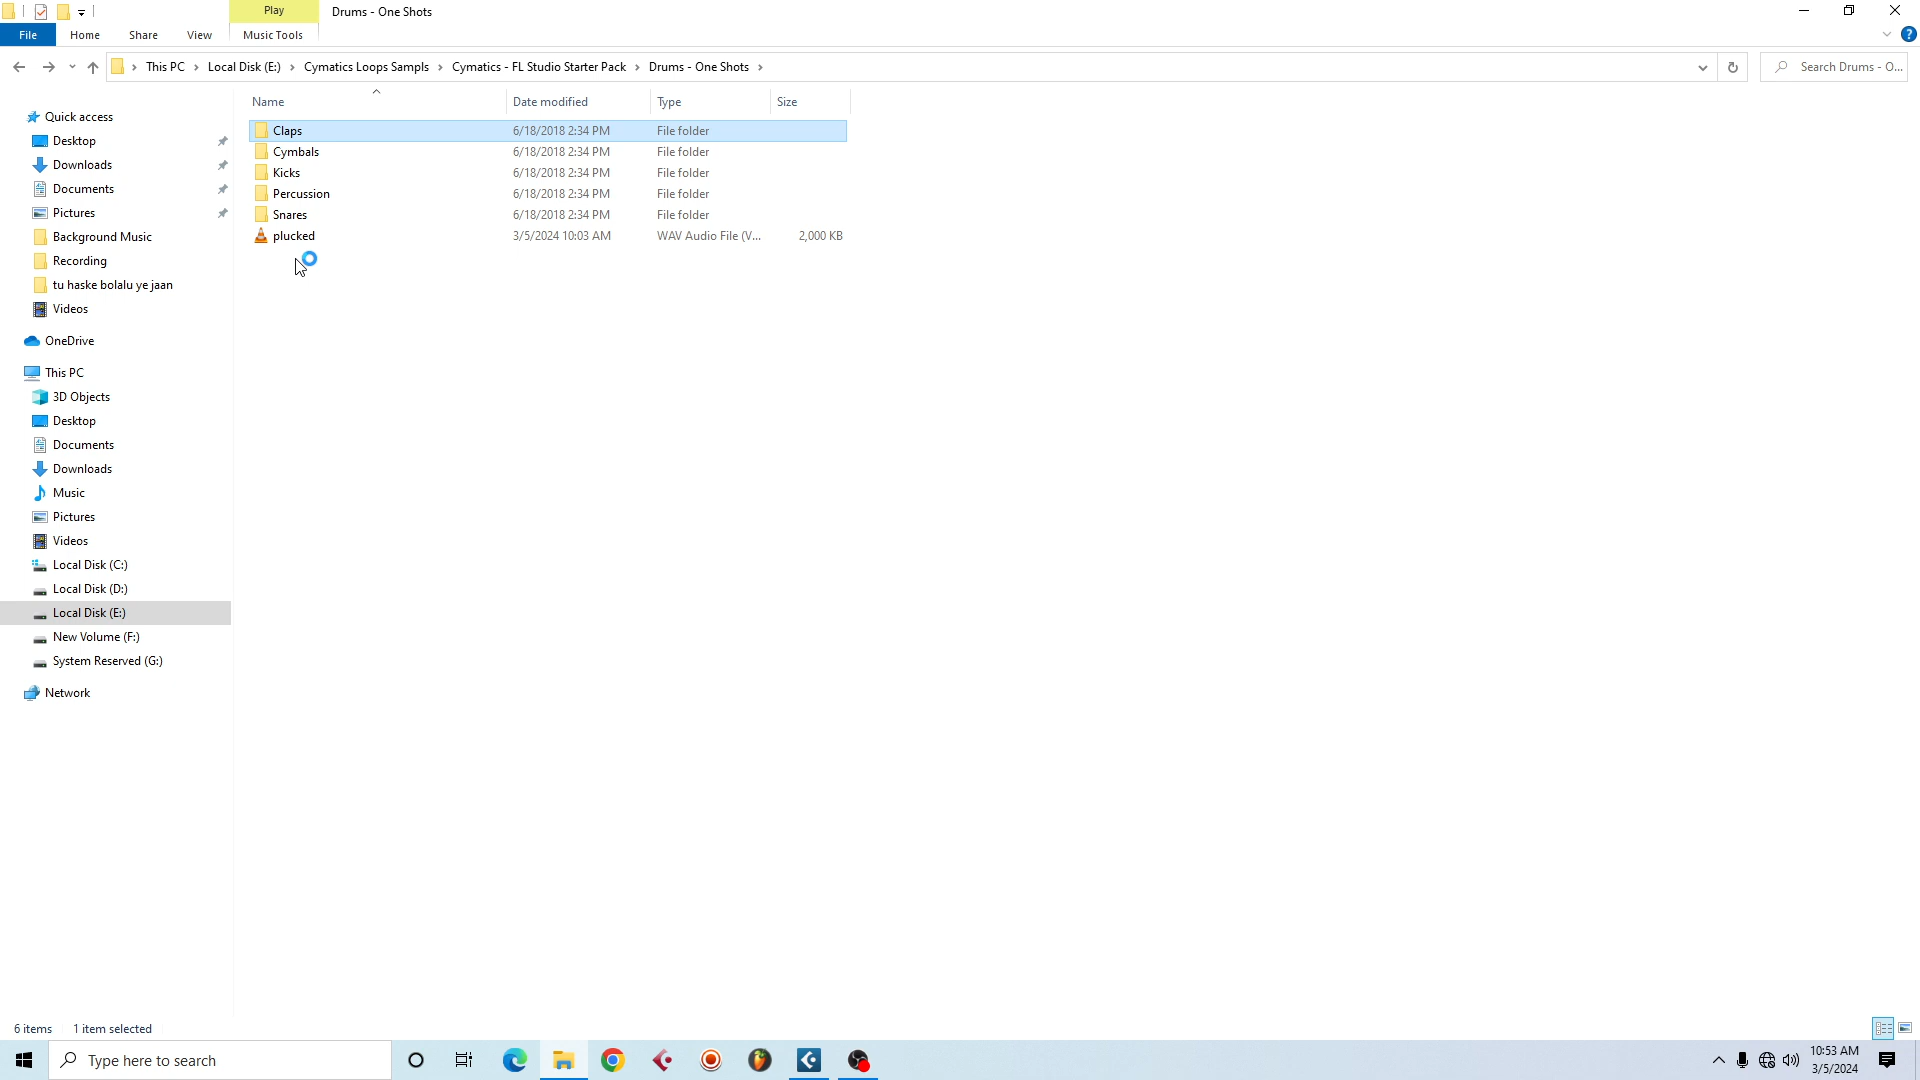 Play
Drums - One Shots
File
Home
Share
View
Music Tools
This PC
Local Disk (E:)
Cymatics Loops Sampls
Cymatics - FL Studio Starter Pack
Drums - One Shots
Search Drums - O...
Name
Date modified
Type
Size
Claps
6/18/2018 2:34 PM
File folder
Cymbals
6/18/2018 2:34 PM
File folder
Kicks
6/18/2018 2:34 PM
File folder
Percussion
6/18/2018 2:34 PM
File folder
Snares
6/18/2018 2:34 PM
File folder
plucked
3/5/2024 10:03 AM
WAV Audio File (V...
2,000 KB
Quick access
Desktop
Downloads
Documents
Pictures
Background Music
Recording
tu haske bolalu ye jaan
Videos
OneDrive
This PC
3D Objects
Desktop
Documents
Downloads
Music
Pictures
Videos
Local Disk (C:)
Local Disk (D:)
Local Disk (E:)
New Volume (F:)
System Reserved (G:)
Network
6 items
1 item selected
Type here to search
10:53 AM
3/5/2024